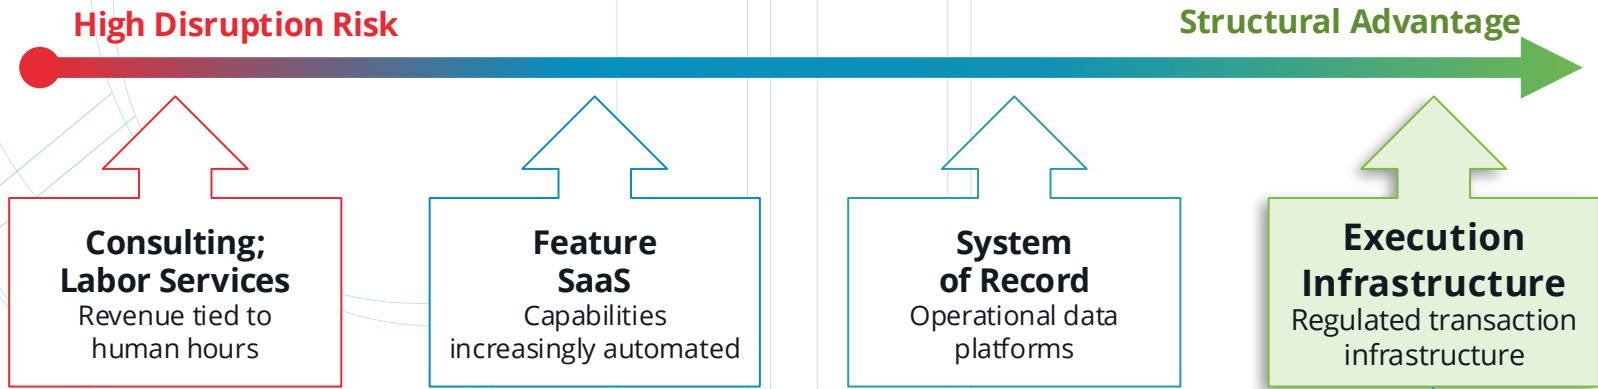 High Disruption Risk
Structural Advantage
Consulting;
Labor Services
Revenue tied to
human hours
Feature
SaaS
Capabilities
increasingly automated
System
of Record
Operational data
platforms
Execution
Infrastructure
Regulated transaction
infrastructure